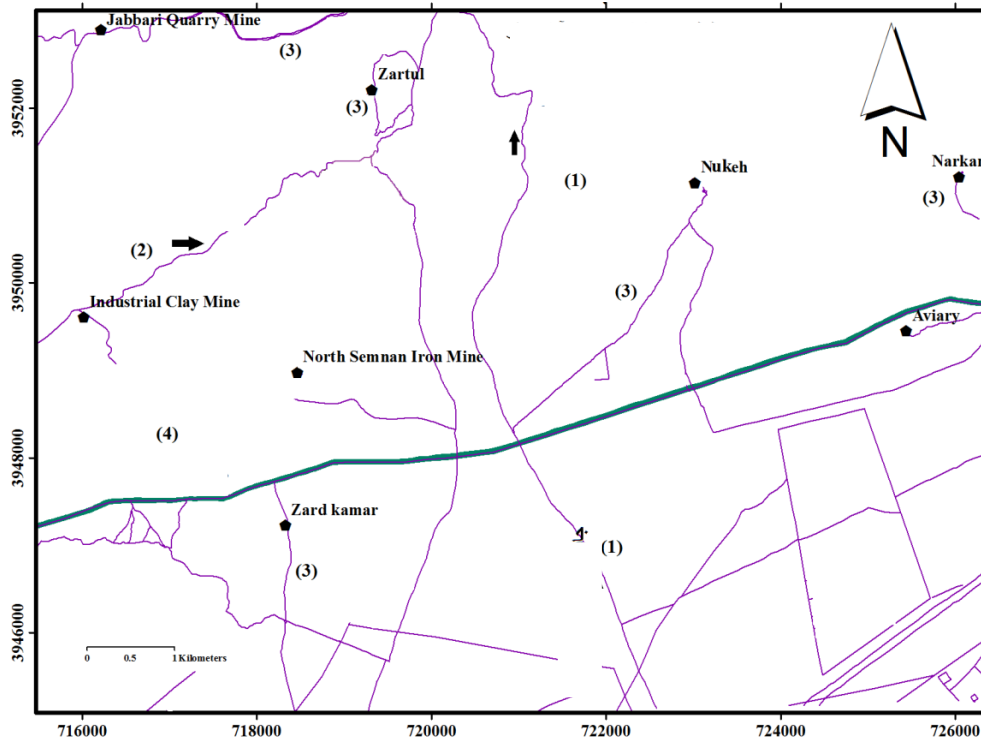 Jabbari Quarry Mine
(3)
Zartul
(3)
N
(1)
Nukeh
Narkan
(3)
(2)
(3)
Industrial Clay Mine
Aviary
North Semnan Iron Mine
(4)
Zard kamar
(1)
(3)
0 0.5 1 Kilometers
3952000
3950000
3948000
3946000
716000 718000 720000 722000 724000 726000